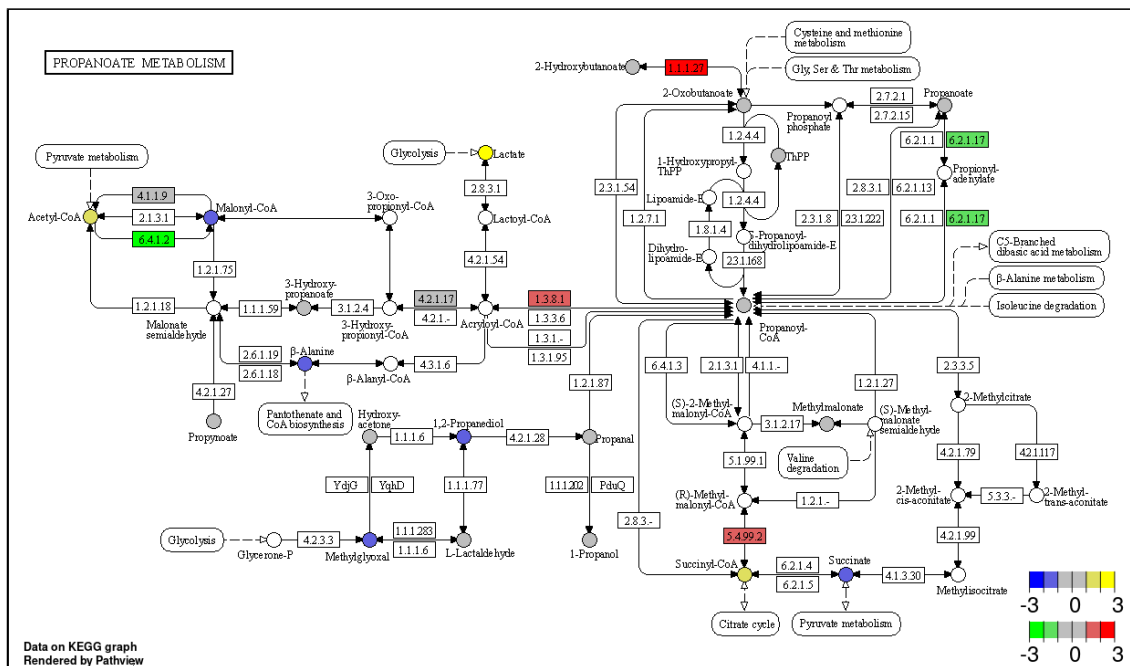 PROPANOATE METABOLISM
Cysteine and methionine
metabolism
2-Hydroxybutanoate
1.1.1.27
Gly, Ser & Thr metabolism
2-Oxobutanoate
Propanoyl
phosphate
2.7.2.1
2.7.2.15
Propanoate
1.2.4.4
6.2.1.1
6.2.1.17
Pyruvate metabolism
Glycolysis
Lactate
ThPP
1-Hydroxypropyl-
ThPP
Propionyl-
adenylate
4.1.1.9
2.8.3.1
2.3.1.54
Lipoamide-E
2.8.3.1
6.2.1.13
Acetyl-CoA
2.1.3.1
Malonyl-CoA
3-Oxo-
propionyl-CoA
Lactoyl-CoA
1.2.7.1
1.2.4.4
2.3.1.8
2.3.1.222
6.2.1.1
6.2.1.17
6.4.1.2
1.8.1.4
5-Propanoyl-
dihydrolipoamide-E
C5-Branched
dibasic acid metabolism
Dihydro-
lipoamide-E
4.2.1.54
2.3.1.168
1.2.1.75
β-Alanine metabolism
3-Hydroxy-
propanoate
4.2.1.17
1.3.8.1
1.2.1.18
1.1.1.59
3.1.2.4
4.2.1.-
1.3.3.6
Isoleucine degradation
Malonate
semialdehyde
3-Hydroxy-
propionyl-CoA
Acryloyl-CoA
Propanoyl-
CoA
1.3.1.-
1.3.1.95
2.6.1.19
2.6.1.18
β-Alanine
β-Alanyl-CoA
4.3.1.6
6.4.1.3
2.1.3.1
4.1.1.-
2.3.3.5
1.2.1.87
1.2.1.27
4.2.1.27
Pantothenate and
CoA biosynthesis
Propynoate
Hydroxy-
acetone
1,2-Propanediol
(S)-2-Methyl-
malonyl-CoA
Methylmalonate
(S)-Methyl-
malonate
semialdehyde
2-Methylcitrate
1.1.1.6
4.2.1.28
Propanal
3.1.2.17
5.1.99.1
Valine
degradation
4.2.1.79
4.2.1.117
YdjG
YqhD
1.1.1.77
1.1.1.202
PduQ
(R)-Methyl-
malonyl-CoA
1.2.1.-
2-Methyl-
cis-aconitate
5.3.3.-
2-Methyl-
trans-aconitate
Glycolysis
4.2.3.3
1.1.1.283
1.1.1.6
2.8.3.-
5.4.99.2
4.2.1.99
Glycerone-P
Methylglyoxal
L-Lactaldehyde
1-Propanol
Succinyl-CoA
6.2.1.4
6.2.1.5
Succinate
4.1.3.30
Methylisocitrate
Citrate cycle
Pyruvate metabolism
-3 0 3
-3 0 3
Data on KEGG graph
Rendered by Pathview